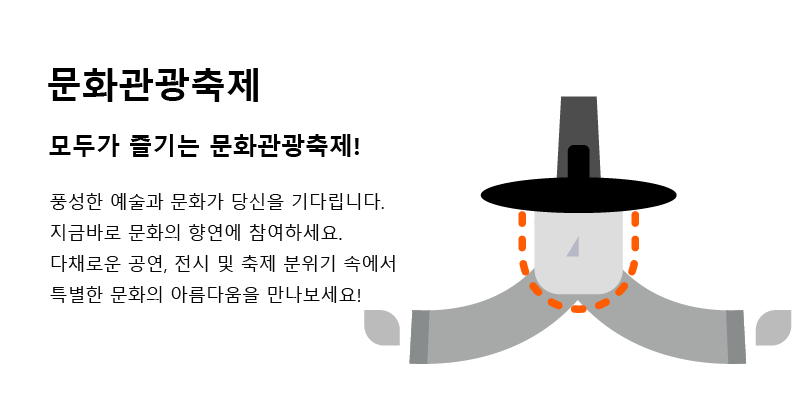 문화관광축제
모두가 즐기는 문화관광축제!
풍성한 예술과 문화가 당신을 기다립니다.
지금바로 문화의 향연에 참여하세요.
다채로운 공연, 전시 및 축제 분위기 속에서
특별한 문화의 아름다움을 만나보세요!